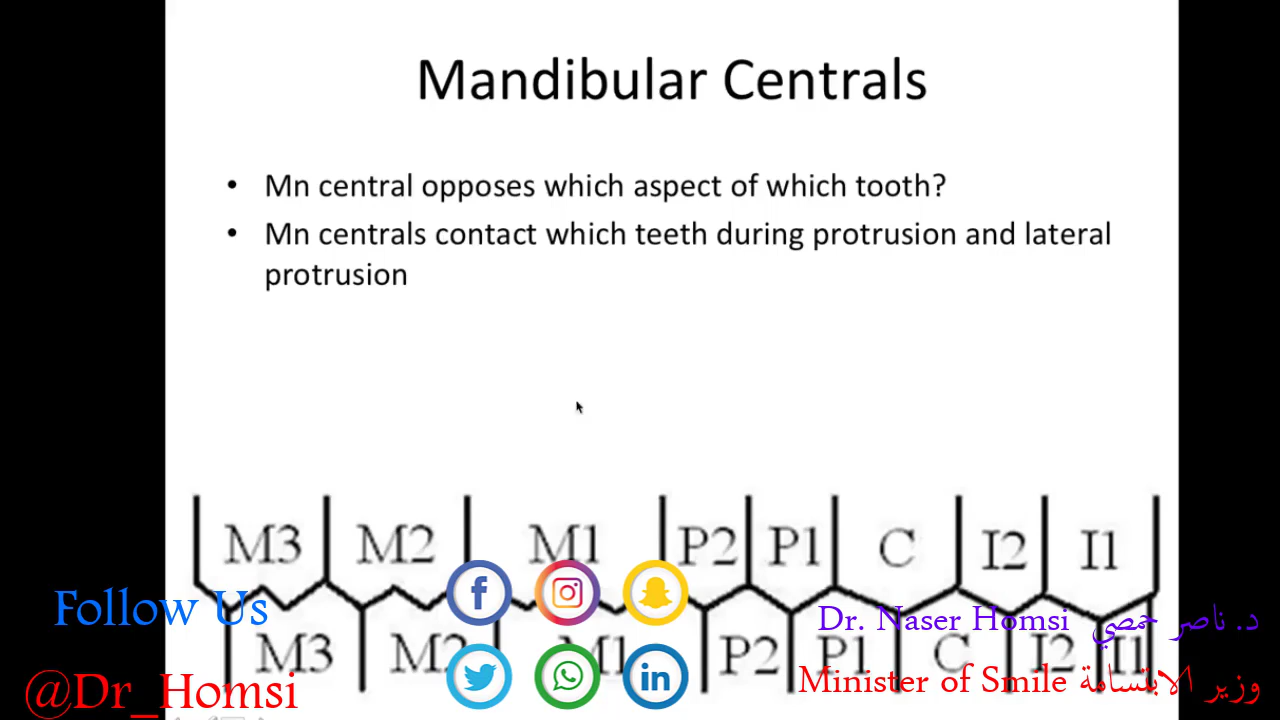 Mandibular Centrals
• Mn central opposes which aspect of which tooth?
• Mn centrals contact which teeth during protrusion and lateral
protrusion
M3 M2 M1 P2 P1 C I2 I1
Follow Us
Dr. Naser Homsi د. ناصر حمصي
M3 M2 M1 P2 P1 C I2 I1
@Dr_Homsi
Minister of Smile وزير الابتسامة